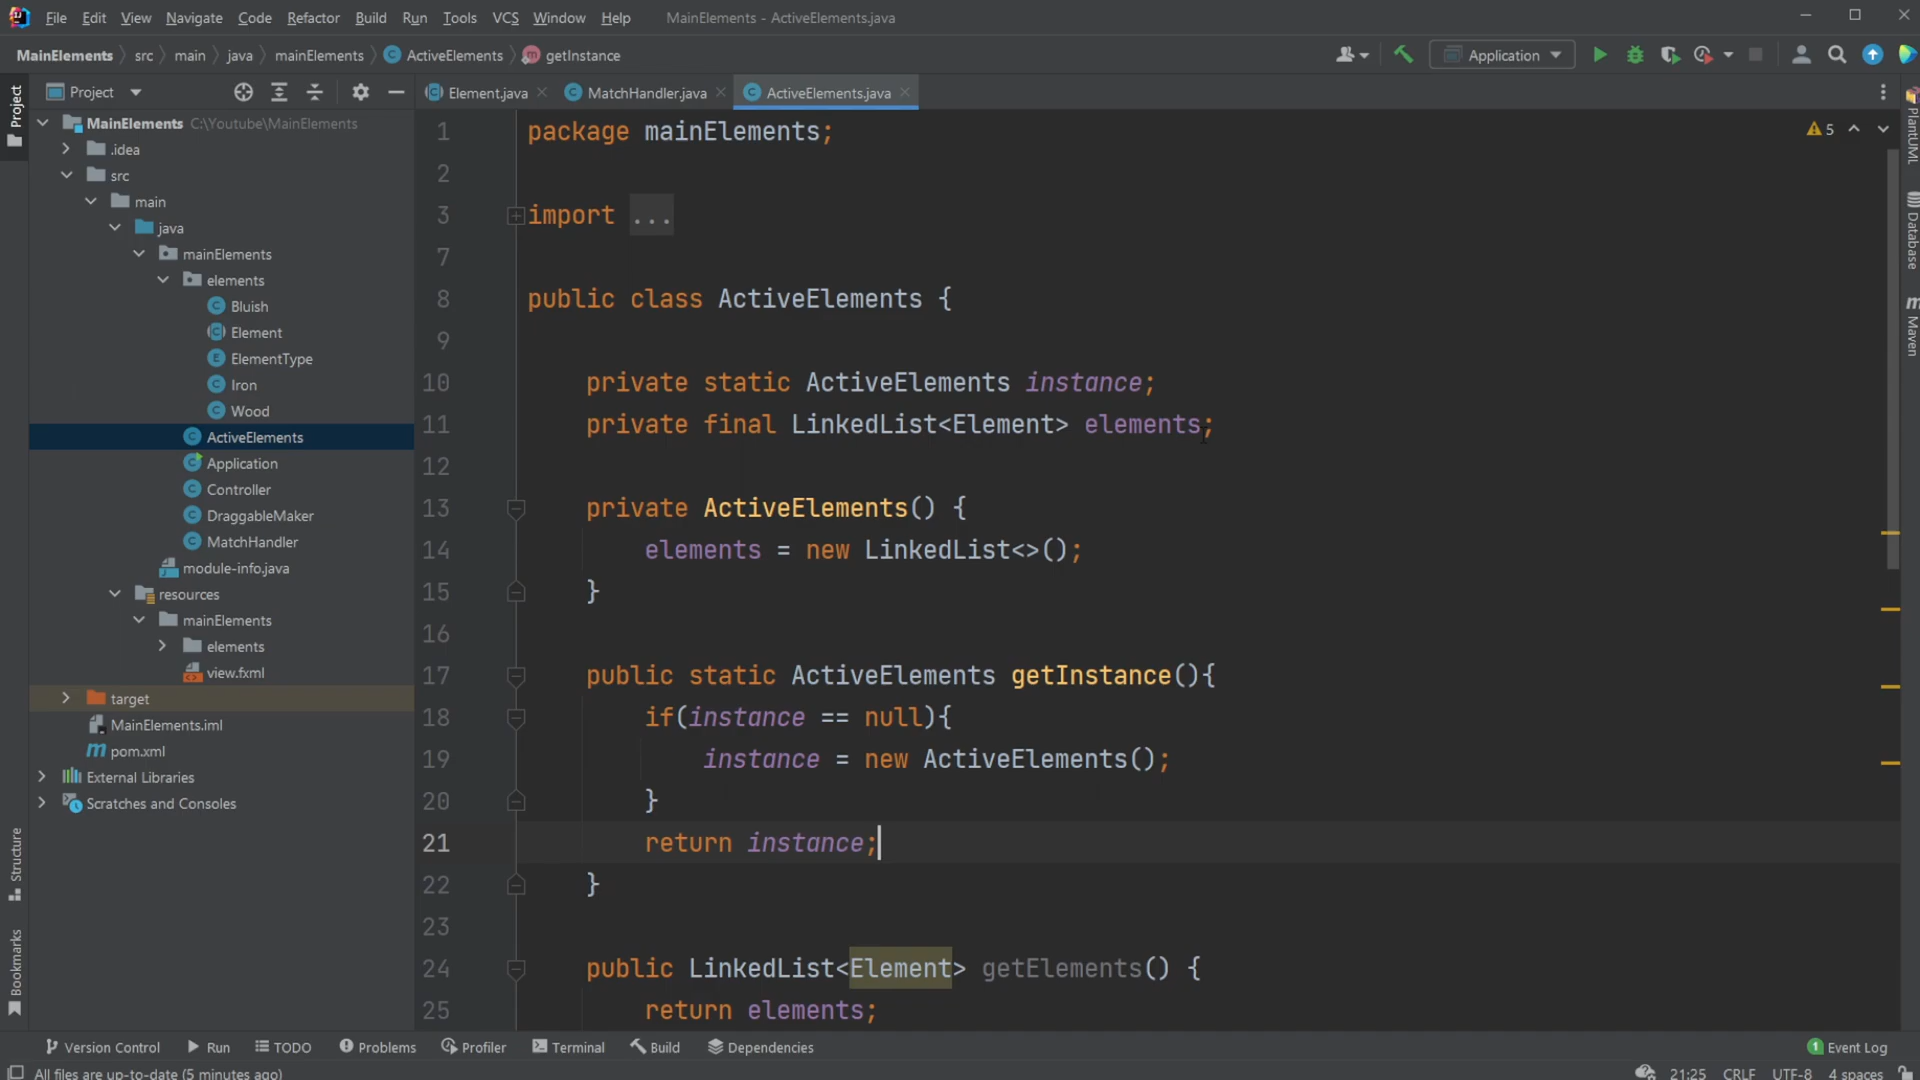 File Edit View Navigate Code Refactor Build Run Tools VCS Window Help MainElements - ActiveElements.java
MainElements src main java mainElements ActiveElements getInstance Application
Project
Project
Element.java MatchHandler.java ActiveElements.java
MainElements C:\Youtube\MainElements
.idea
src
main
java
mainElements
elements
Bluish
Element
ElementType
Iron
Wood
ActiveElements
Application
Controller
DraggableMaker
MatchHandler
module-info.java
resources
mainElements
elements
view.fxml
target
MainElements.iml
pom.xml
External Libraries
Scratches and Consoles
Structure
Bookmarks
1 package mainElements;
2
3 import ...
7
8 public class ActiveElements {
9
10 private static ActiveElements instance;
11 private final LinkedList<Element> elements;
12
13 private ActiveElements() {
14 elements = new LinkedList<>();
15 }
16
17 public static ActiveElements getInstance(){
18 if(instance == null){
19 instance = new ActiveElements();
20 }
21 return instance;
22 }
23
24 public LinkedList<Element> getElements() {
25 return elements;
5
PlantUML
Database
Maven
Version Control Run TODO Problems Profiler Terminal Build Dependencies 1 Event Log
All files are up-to-date (5 minutes ago) 21:25 CRLF UTF-8 4 spaces